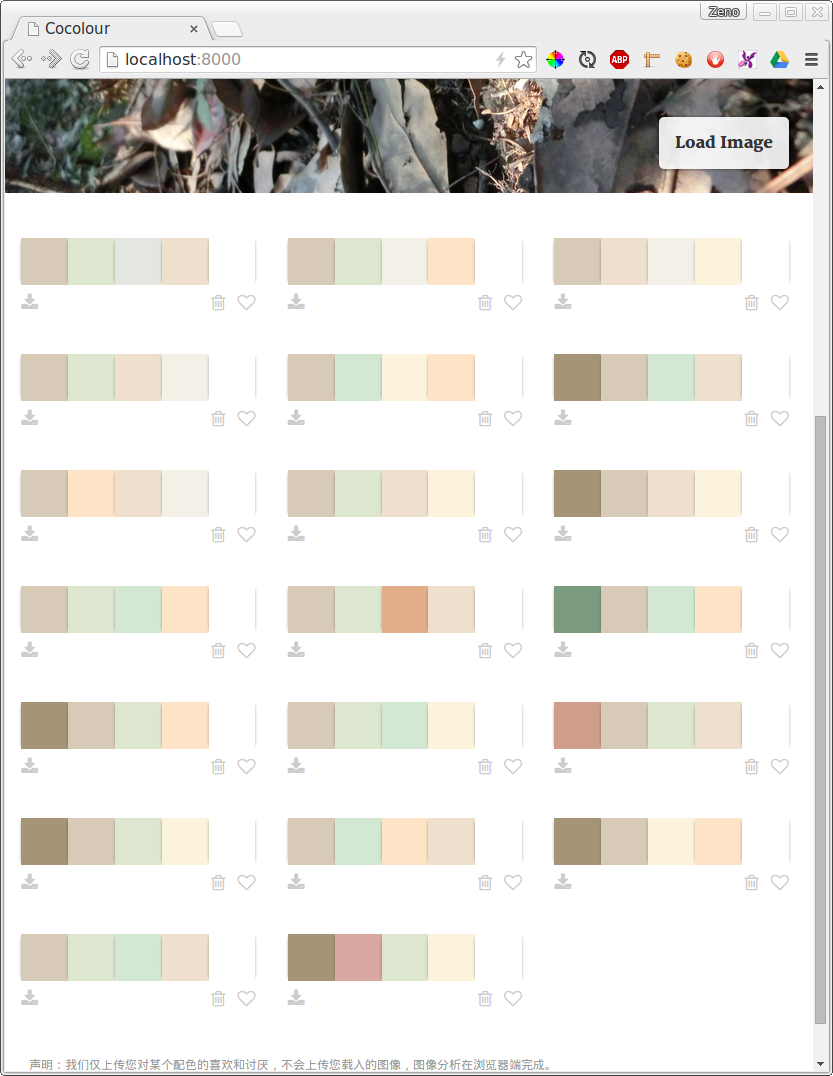 Zeno
Cocolour
localhost:8000
ABP
Load Image
声明：我们仅上传您对某个配色的喜欢和讨厌，不会上传您载入的图像，图像分析在浏览器端完成。